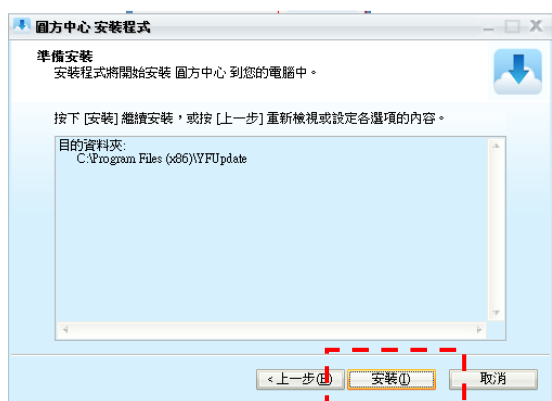 圓方中心 安裝程式
準備安裝
安裝程式將開始安裝 圓方中心 到您的電腦中。
按下 [安裝] 繼續安裝，或按 [上一步] 重新檢視或設定各選項的內容。
目的資料夾:
C:\Program Files (x86)\YFUpdate
<上一步(B) 安裝(I) 取消